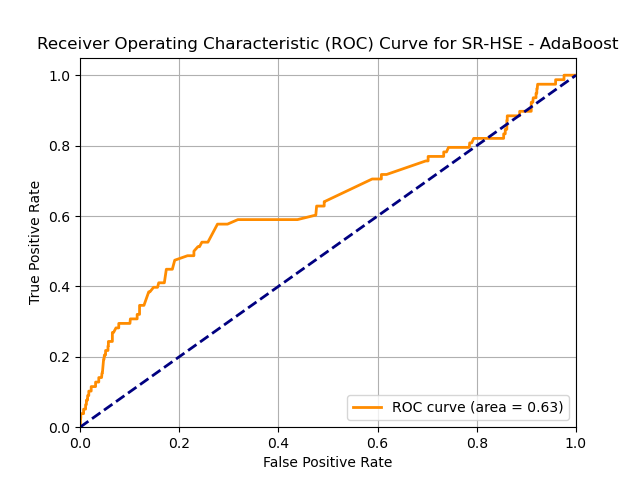 Receiver Operating Characteristic (ROC) Curve for SR-HSE - AdaBoost
True Positive Rate
1.0
0.8
0.6
0.4
0.2
0.0
ROC curve (area = 0.63)
0.0 0.2 0.4 0.6 0.8 1.0
False Positive Rate